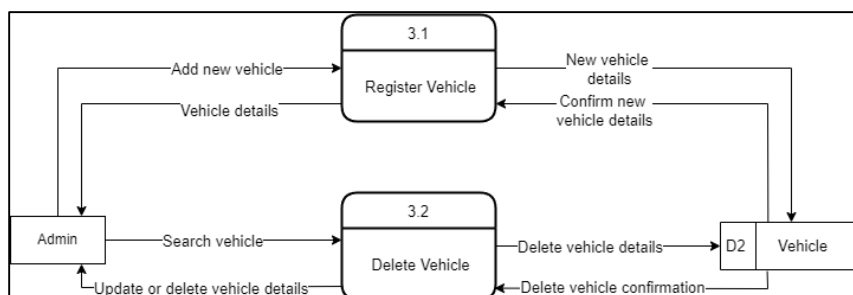 3.1
Register Vehicle
Add new vehicle
Vehicle details
New vehicle
details
Confirm new
vehicle details
3.2
Delete Vehicle
Admin
Search vehicle
Update or delete vehicle details
Delete vehicle details
Delete vehicle confirmation
D2
Vehicle